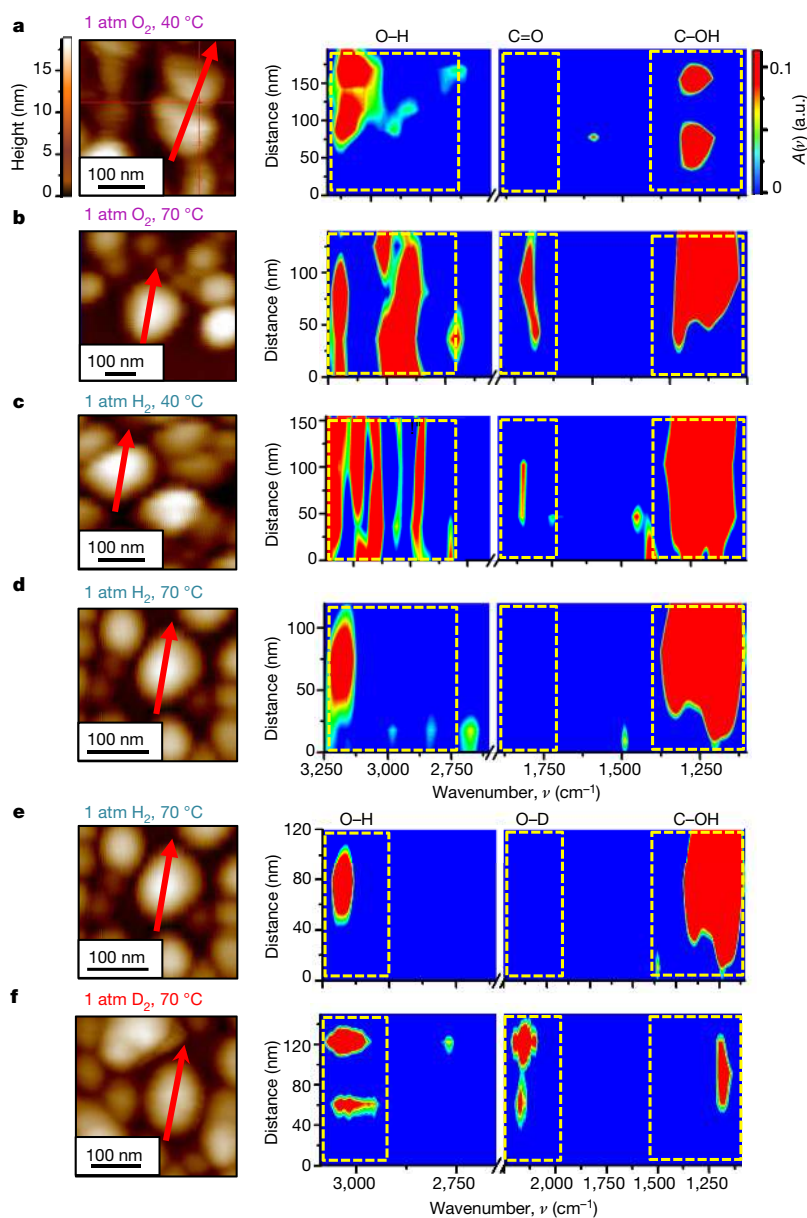 a
1 atm O₂, 40 °C
O–H
C=O
C–OH
Height (nm)
15
10
5
0
100 nm
Distance (nm)
150
100
50
0
0.1
0
A(ν) (a.u.)
b
1 atm O₂, 70 °C
100 nm
Distance (nm)
100
50
0
c
1 atm H₂, 40 °C
100 nm
Distance (nm)
150
100
50
0
d
1 atm H₂, 70 °C
100 nm
Distance (nm)
100
50
0
3,250
3,000
2,750
1,750
1,500
1,250
Wavenumber, ν (cm⁻¹)
e
1 atm H₂, 70 °C
O–H
O–D
C–OH
100 nm
Distance (nm)
120
80
40
0
f
1 atm D₂, 70 °C
100 nm
Distance (nm)
120
80
40
0
3,000
2,750
2,000
1,750
1,500
1,250
Wavenumber, ν (cm⁻¹)